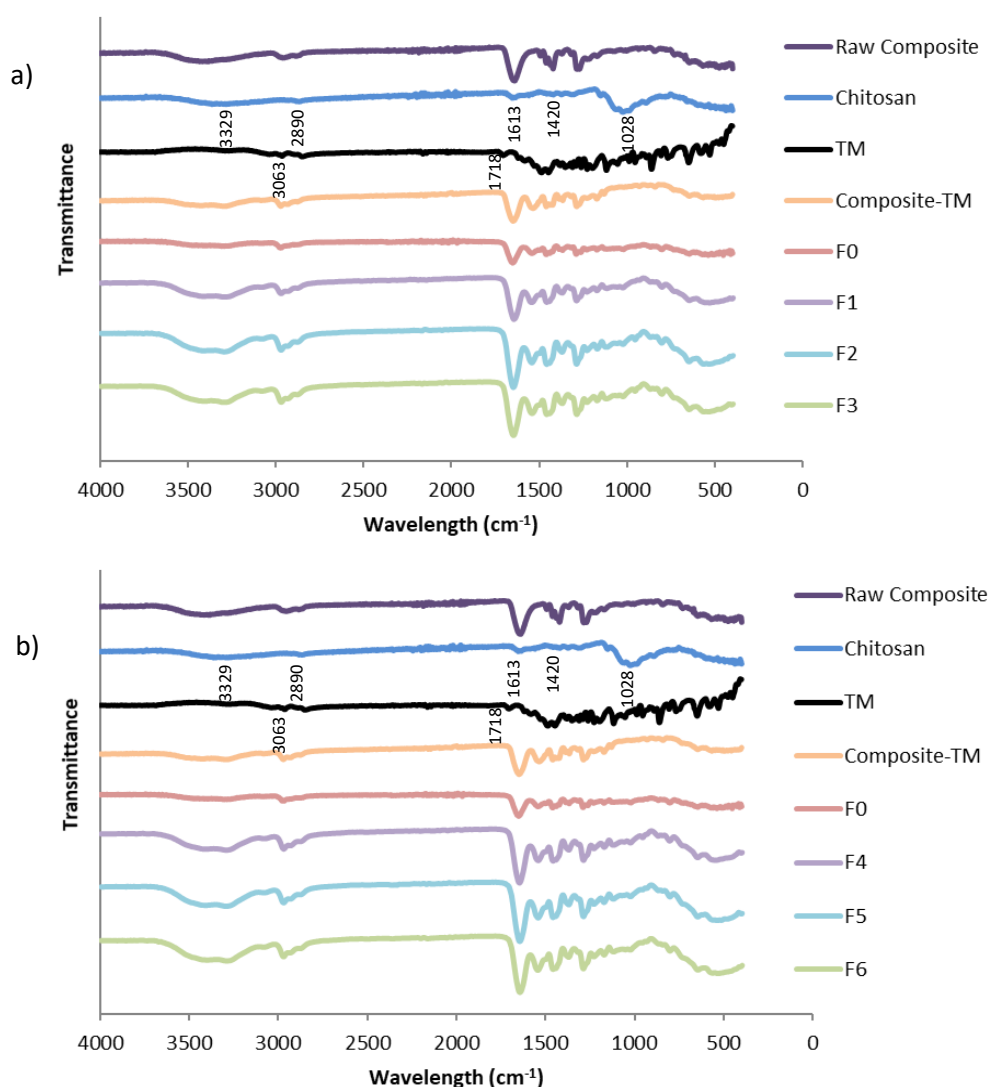 a)
Raw Composite
Chitosan
TM
Composite-TM
F0
F1
F2
F3
3329
2890
1613
1420
1028
3063
1718
Transmittance
4000 3500 3000 2500 2000 1500 1000 500 0
Wavelength (cm-1)
b)
Raw Composite
Chitosan
TM
Composite-TM
F0
F4
F5
F6
3329
2890
1613
1420
1028
3063
1718
Transmittance
4000 3500 3000 2500 2000 1500 1000 500 0
Wavelength (cm-1)